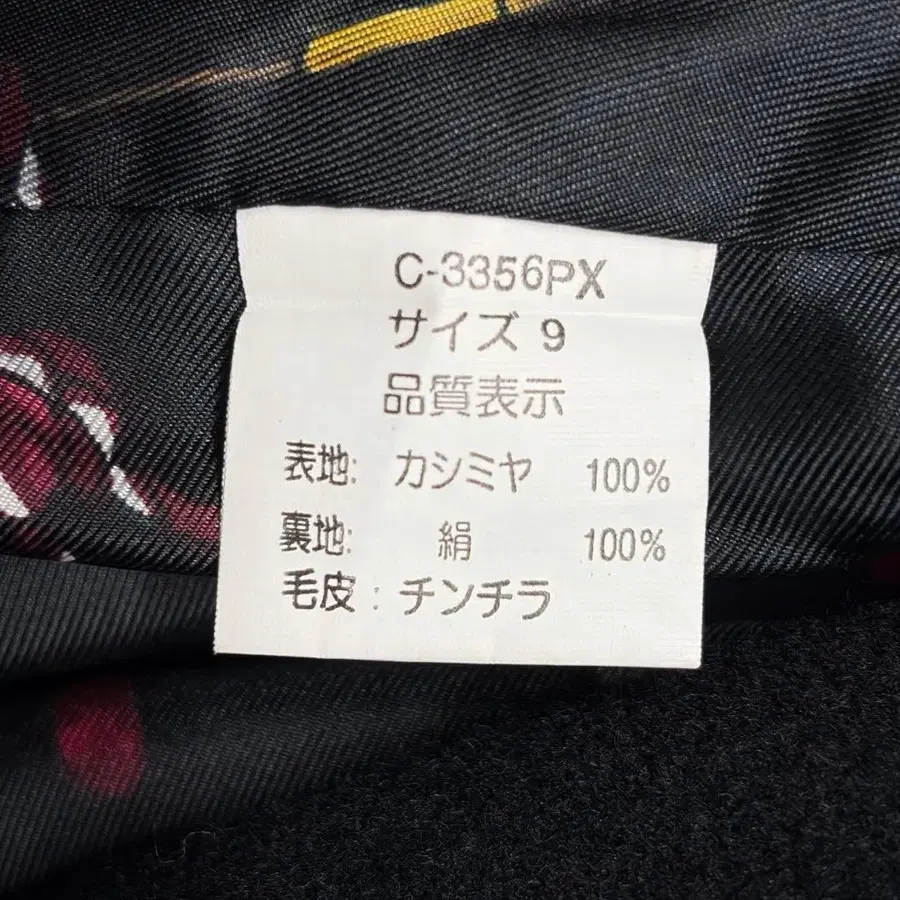 C-3356PX
サイズ 9
品質表示
表地: カシミヤ 100%
裏地: 絹 100%
毛皮 : チンチラ